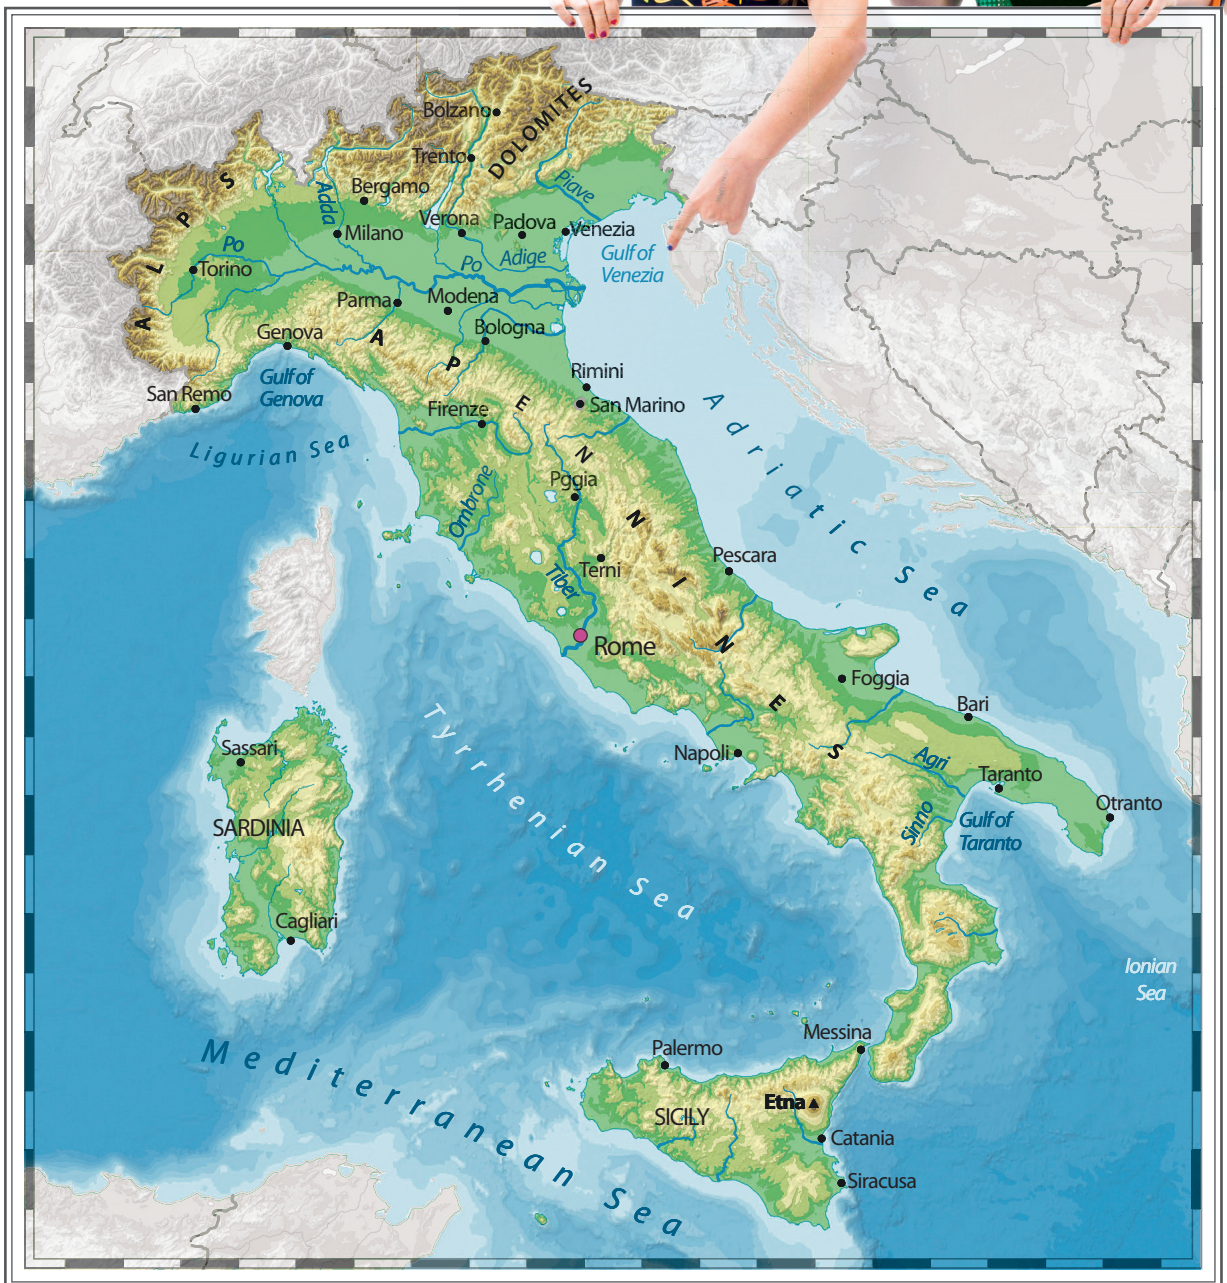 Bolzano
DOLOMITES
Trento
ALPS
Bergamo
Adda
Piave
Verona
Padova
Venezia
Milano
Po
Adige
Gulf of
Venezia
Torino
Po
Parma
Modena
Genova
Bologna
APENNINES
Gulf of
Genova
Rimini
San Remo
San Marino
Firenze
Adriatic Sea
Ligurian Sea
Pggia
Ombrone
Tiber
Terni
Pescara
Rome
Foggia
Bari
Tyrrhenian Sea
Napoli
Sassari
Agri
Taranto
Otranto
Sinno
Gulf of
Taranto
SARDINIA
Cagliari
Ionian
Sea
Messina
Palermo
Mediterranean Sea
Etna
SICILY
Catania
Siracusa